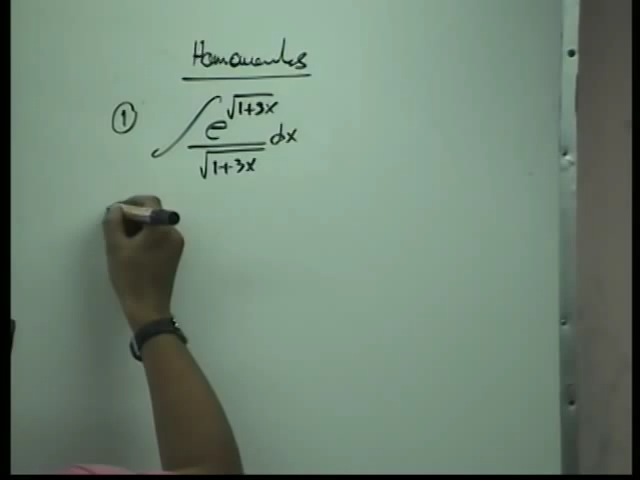 Homeworks
① ∫ e^√(1+3x) / √(1+3x) dx